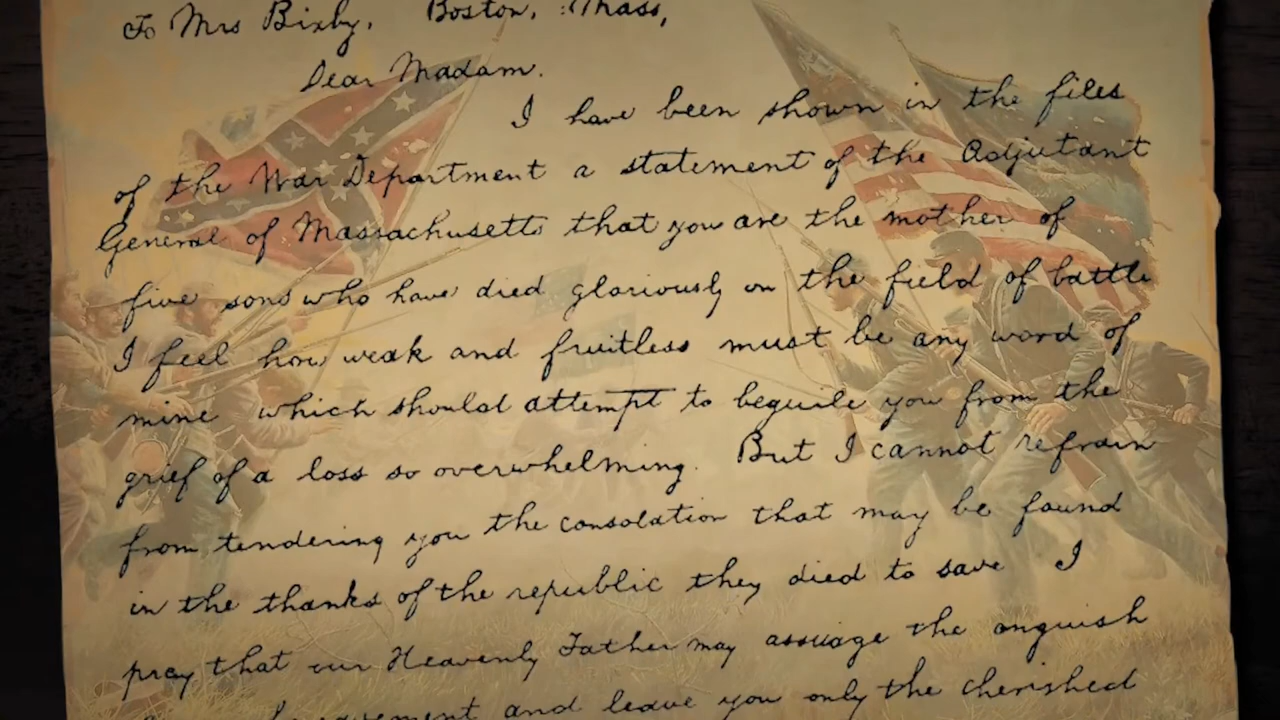 To Mrs Bixby, Boston, Mass,
Dear Madam.
I have been shown in the files
of the War Department a statement of the Adjutant
General of Massachusetts that you are the mother of
five sons who have died gloriously on the field of battle
I feel how weak and fruitless must be any word of
mine which should attempt to beguile you from the
grief of a loss so overwhelming. But I cannot refrain
from tendering you the consolation that may be found
in the thanks of the republic they died to save I
pray that our Heavenly Father may assuage the anguish
and leave you only the cherished